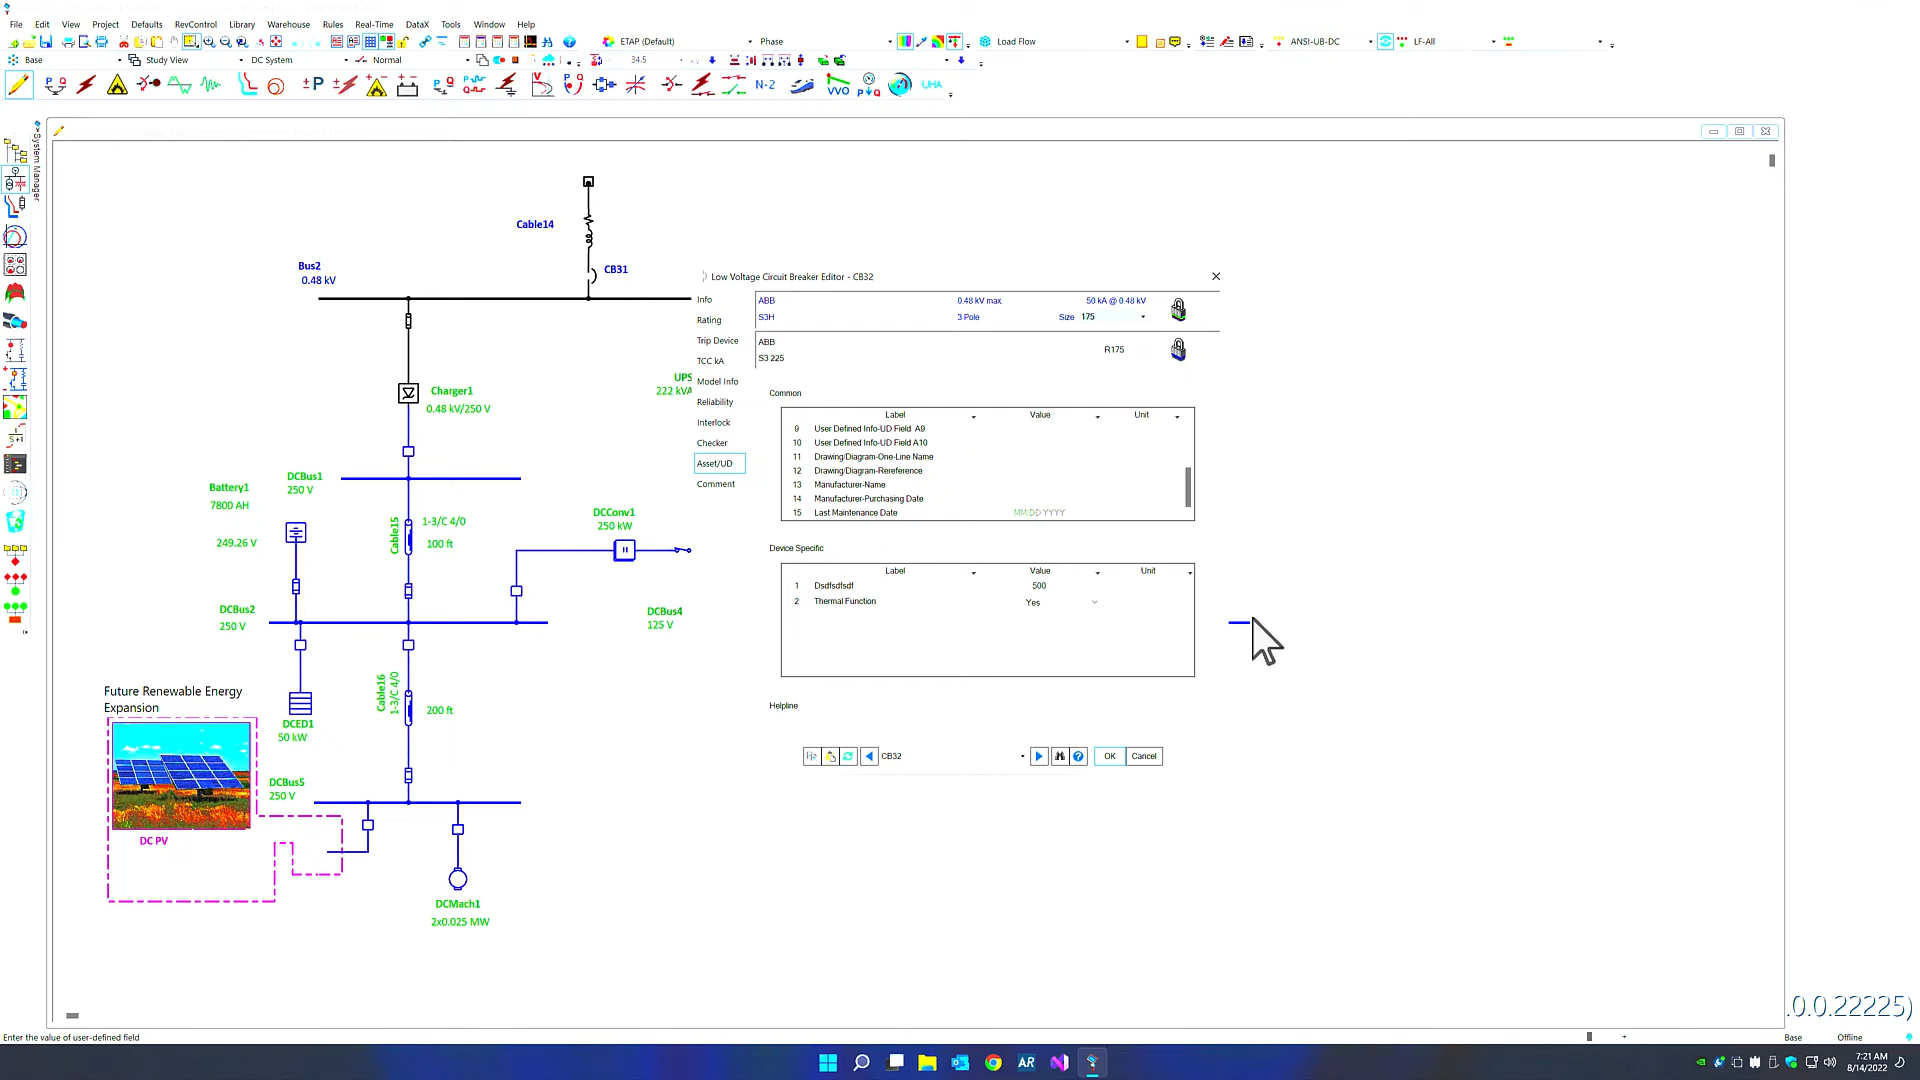 File Edit View Project Defaults RevControl Library Warehouse Rules Real-Time DataX Tools Window Help
ETAP (Default) Phase Load Flow ANSI-UB-DC LF-All
Base Study View DC System Normal 34.5
N-2 VVO UHA
System Manager
Cable14
CB31
Bus2
0.48 kV
Charger1
0.48 kV/250 V
UPS
222 kVA
DCBus1
250 V
Battery1
7800 AH
249.26 V
Cable15
1-3/C 4/0
100 ft
DCConv1
250 kW
DCBus2
250 V
DCBus4
125 V
Cable16
1-3/C 4/0
200 ft
Future Renewable Energy
Expansion
DCED1
50 kW
DCBus5
250 V
DC PV
DCMach1
2x0.025 MW
Low Voltage Circuit Breaker Editor - CB32
Info
Rating
Trip Device
TCC kA
Model Info
Reliability
Interlock
Checker
Asset/UD
Comment
ABB 0.48 kV max. 50 kA @ 0.48 kV
S3H 3 Pole Size 175
ABB
S3 225 R175
Common
Label Value Unit
9 User Defined Info-UD Field A9
10 User Defined Info-UD Field A10
11 Drawing/Diagram-One-Line Name
12 Drawing/Diagram-Rereference
13 Manufacturer-Name
14 Manufacturer-Purchasing Date
15 Last Maintenance Date MM/DD/YYYY
Device Specific
Label Value Unit
1 Dsdfsdfsdf 500
2 Thermal Function Yes
Helpline
CB32 OK Cancel
.0.0.22225)
Enter the value of user-defined field Base Offline
AR
7:21 AM
8/14/2022